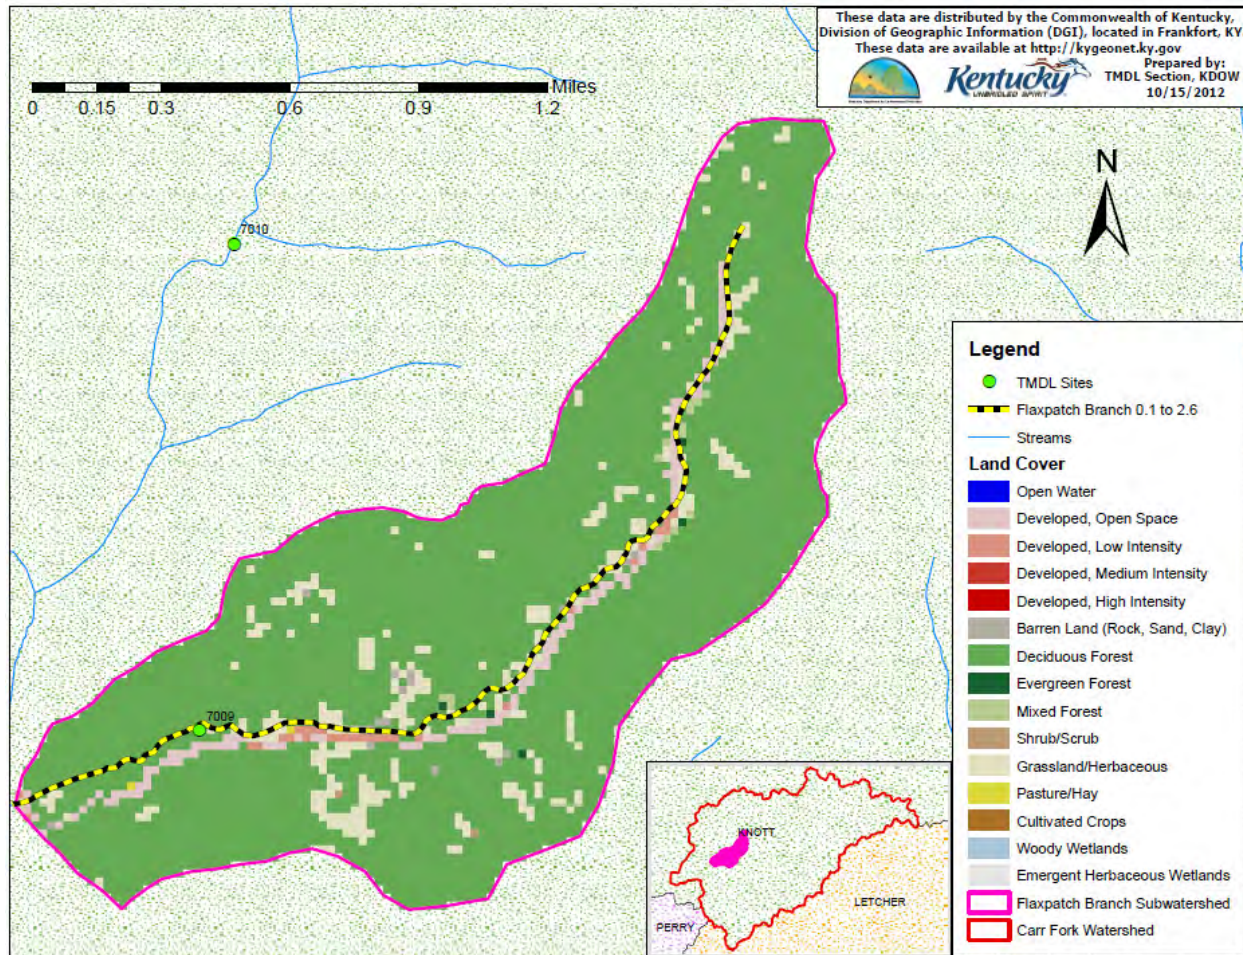 These data are distributed by the Commonwealth of Kentucky,
Division of Geographic Information (DGI), located in Frankfort, KY.
These data are available at http://kygeonet.ky.gov
Kentucky
UNBRIDLED SPIRIT
Prepared by:
TMDL Section, KDOW
10/15/2012
Miles
0 0.15 0.3 0.6 0.9 1.2
N
7010
7009
Legend
TMDL Sites
Flaxpatch Branch 0.1 to 2.6
Streams
Land Cover
Open Water
Developed, Open Space
Developed, Low Intensity
Developed, Medium Intensity
Developed, High Intensity
Barren Land (Rock, Sand, Clay)
Deciduous Forest
Evergreen Forest
Mixed Forest
Shrub/Scrub
Grassland/Herbaceous
Pasture/Hay
Cultivated Crops
Woody Wetlands
Emergent Herbaceous Wetlands
Flaxpatch Branch Subwatershed
Carr Fork Watershed
KNOTT
LETCHER
PERRY